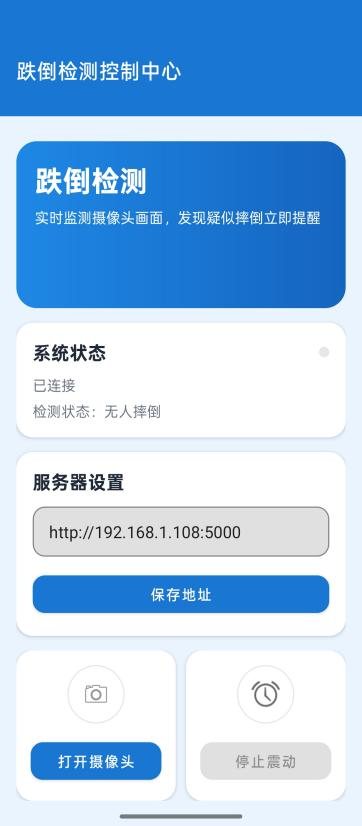 跌倒检测控制中心
跌倒检测
实时监测摄像头画面，发现疑似摔倒立即提醒
系统状态
已连接
检测状态：无人摔倒
服务器设置
http://192.168.1.108:5000
保存地址
打开摄像头
停止震动